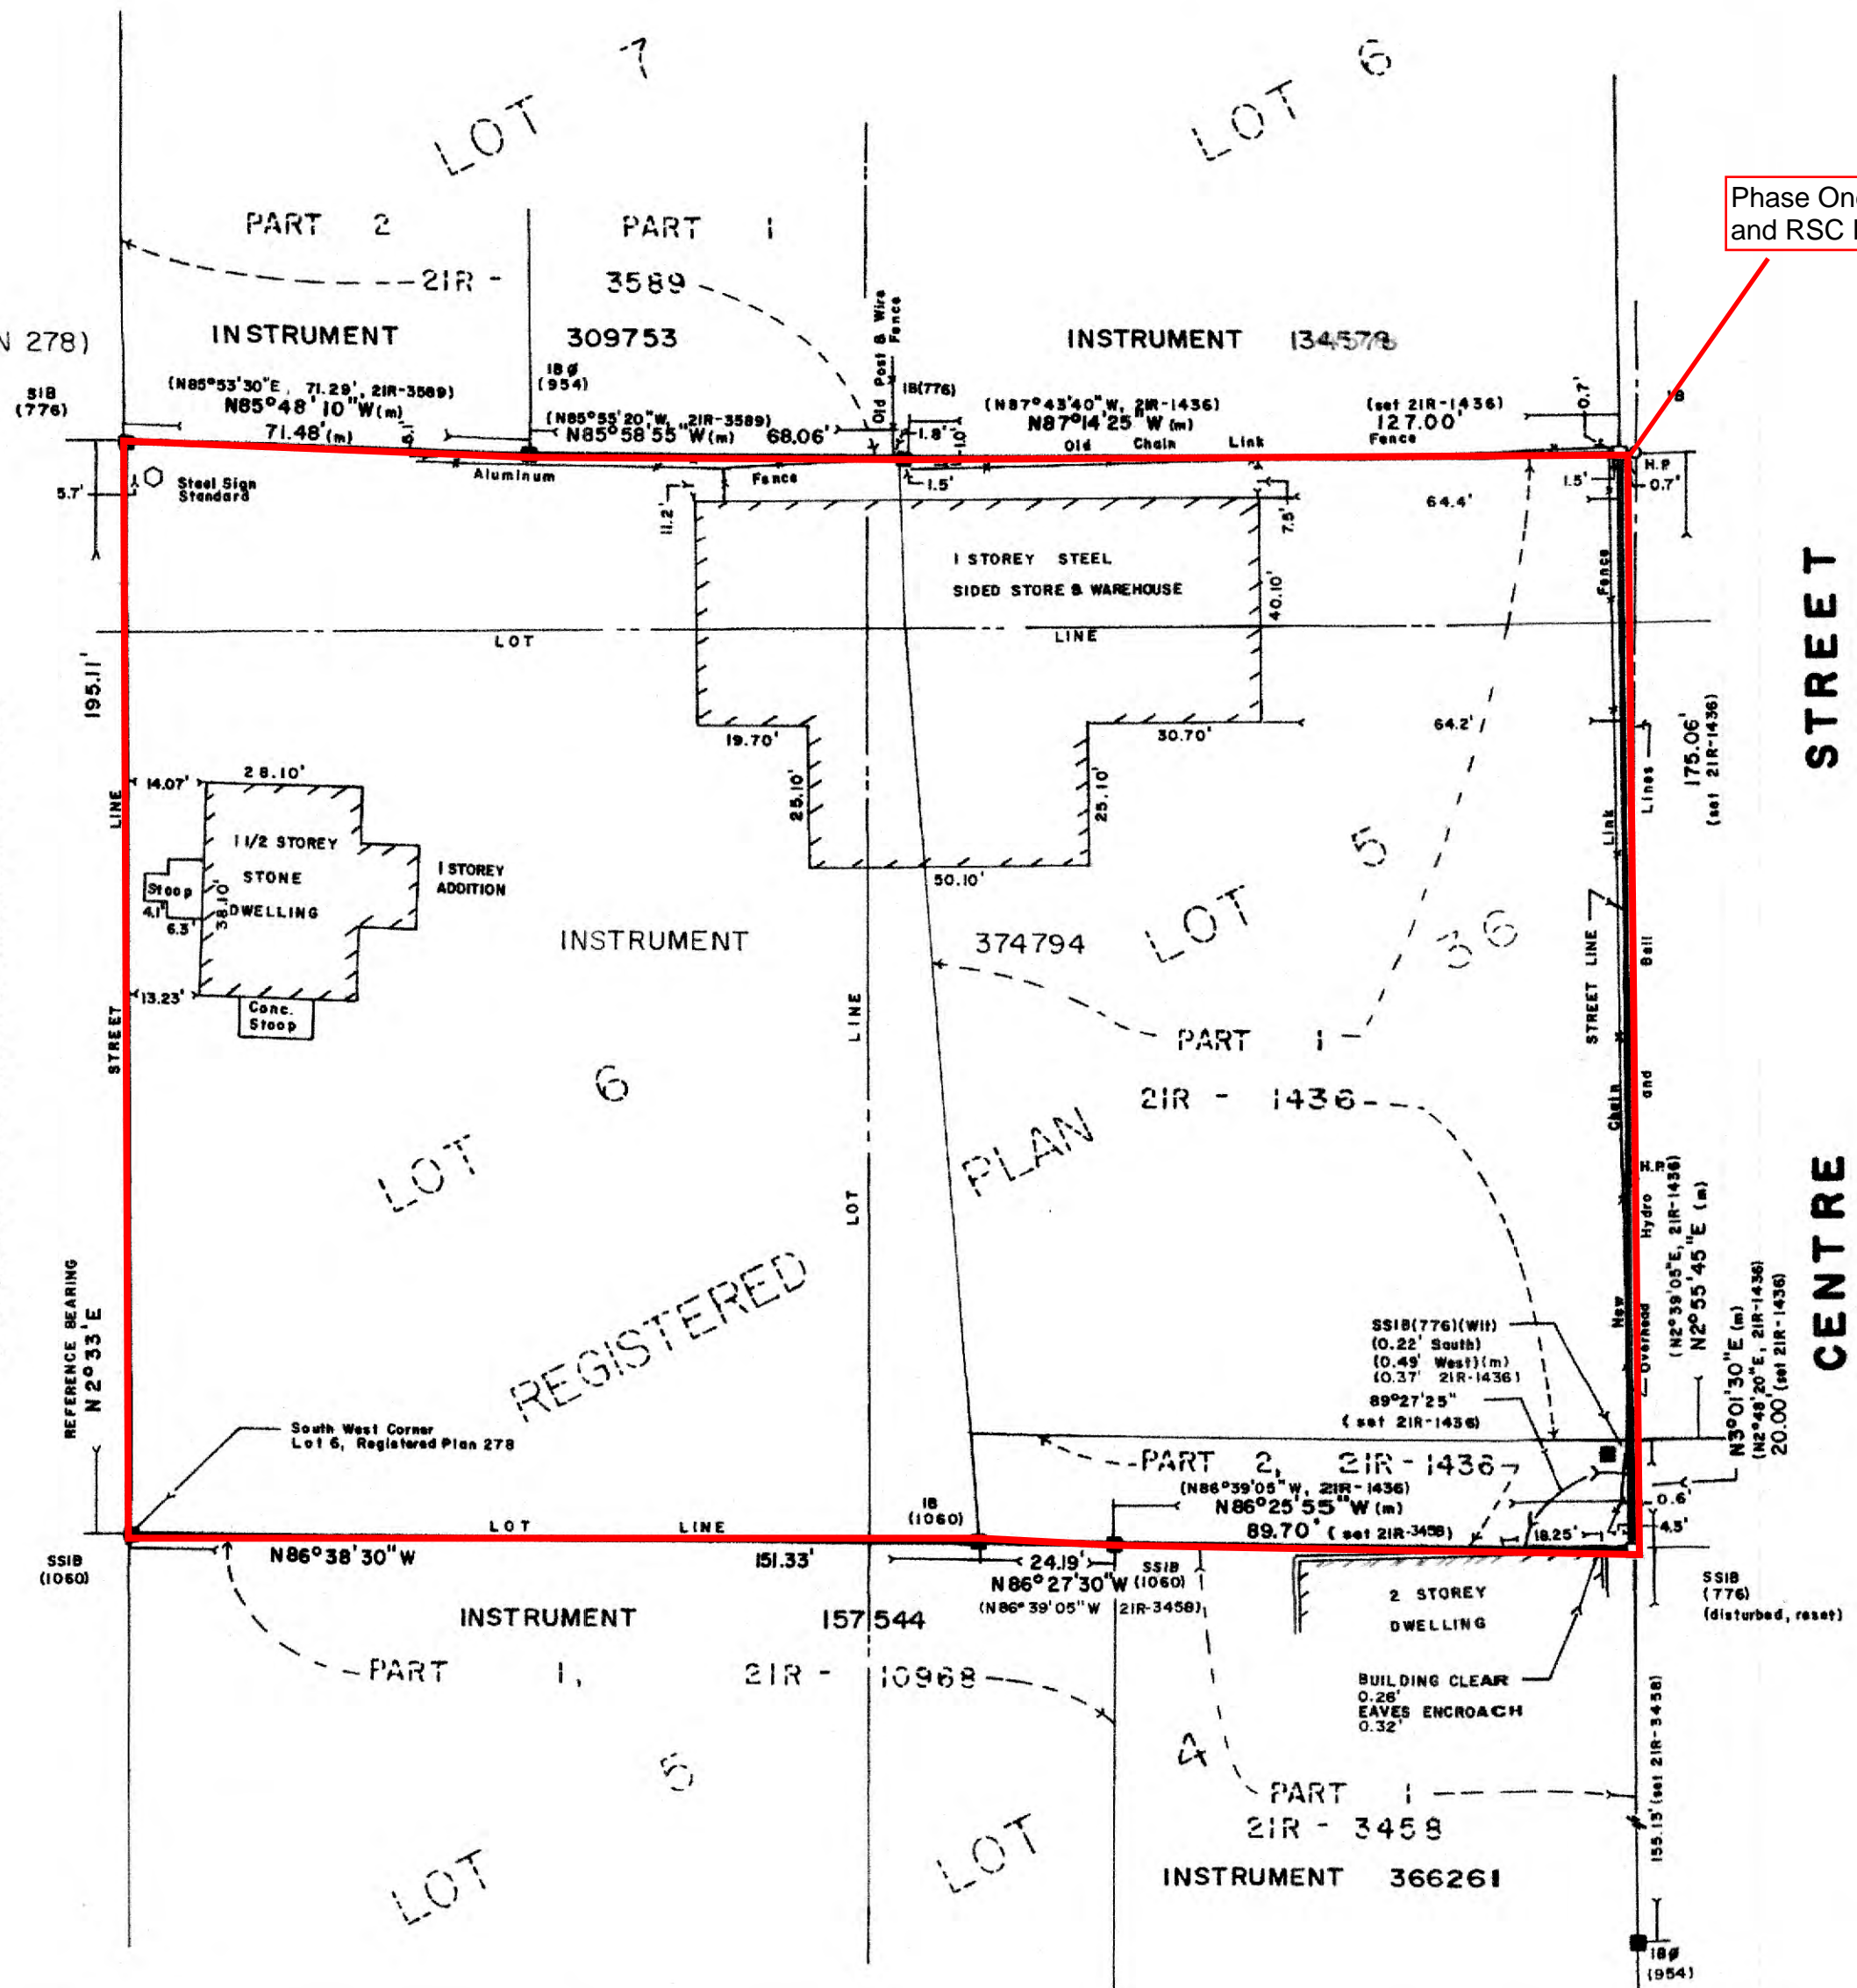 LOT 7
LOT 6
Phase On
and RSC
PART 2
PART 1
21R - 3589
N 278)
INSTRUMENT 309753
INSTRUMENT
Old Post & Wire
Fence
SIB
(776)
(N85°53'30"E, 71.29', 21R-3589)
N85°48'10"W(m)
71.48'(m)
6.1'
IBø
(954)
(N85°55'20"W, 21R-3589)
N85°58'55"W(m) 68.06'
IB(776)
1.8'
1.0'
(N87°43'40"W, 21R-1436)
N87°14'25"W(m)
Old Chain Link Fence
(set 21R-1436)
127.00'
0.7'
IB
5.7'
Steel Sign
Standard
Aluminum Fence
1.5'
11.2'
7.5'
64.4'
1.5'
H.P.
0.7'
1 STOREY STEEL
SIDED STORE & WAREHOUSE
40.10'
Fence
LOT LINE
195.11'
STREET
19.70'
30.70'
64.2'
25.10'
25.10'
50.10'
175.06'
(set 21R-1436)
Lines
Link
14.07'
28.10'
LINE
1 1/2 STOREY
STONE
DWELLING
1 STOREY
ADDITION
Stoop
4.1'
6.3'
38.10'
13.23'
Conc.
Stoop
STREET
INSTRUMENT 374794
LOT 5
36
STREET LINE
Bell
LINE
PART 1
21R - 1436
Chain
and
LOT 6
PLAN
REGISTERED
LOT
H.P.
Hydro
(N2°39'05"E, 21R-1436)
N2°55'45"E (m)
CENTRE
REFERENCE BEARING
N2°33'E
New
Overhead
SSIB(776)(Wit)
(0.22' South)
(0.49' West)(m)
(0.37' 21R-1436)
89°27'25"
(set 21R-1436)
N3°01'30"E (m)
(N2°48'20"E, 21R-1436)
20.00'(set 21R-1436)
South West Corner
Lot 6, Registered Plan 278
PART 2, 21R-1436
(N86°39'05"W, 21R-1436)
N86°25'55"W(m)
89.70' (set 21R-3458)
0.6'
4.5'
18.25'
IB
(1060)
LOT LINE
SSIB
(1060)
N86°38'30"W
151.33'
24.19'
SSIB
(1060)
N86°27'30"W
(N86°39'05"W 21R-3458)
2 STOREY
DWELLING
SSIB
(776)
(disturbed, reset)
INSTRUMENT 157544
PART 1, 21R - 10968
BUILDING CLEAR
0.26'
EAVES ENCROACH
0.32'
155.13'(set 21R-3458)
5
4
LOT
LOT
PART 1
21R - 3458
INSTRUMENT 366261
IBø
(954)